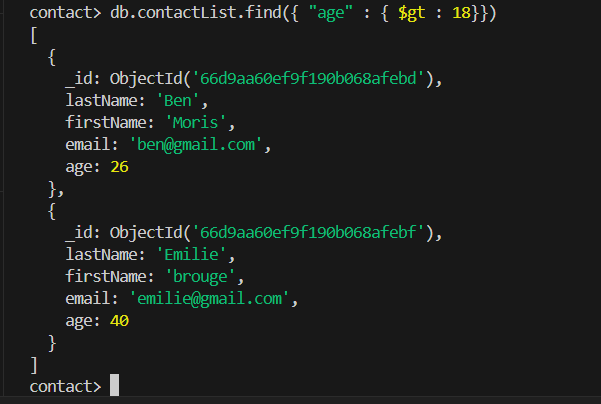 contact> db.contactList.find({ "age" : { $gt : 18}})
[
  {
    _id: ObjectId('66d9aa60ef9f190b068afebd'),
    lastName: 'Ben',
    firstName: 'Moris',
    email: 'ben@gmail.com',
    age: 26
  },
  {
    _id: ObjectId('66d9aa60ef9f190b068afebf'),
    lastName: 'Emilie',
    firstName: 'brouge',
    email: 'emilie@gmail.com',
    age: 40
  }
]
contact>